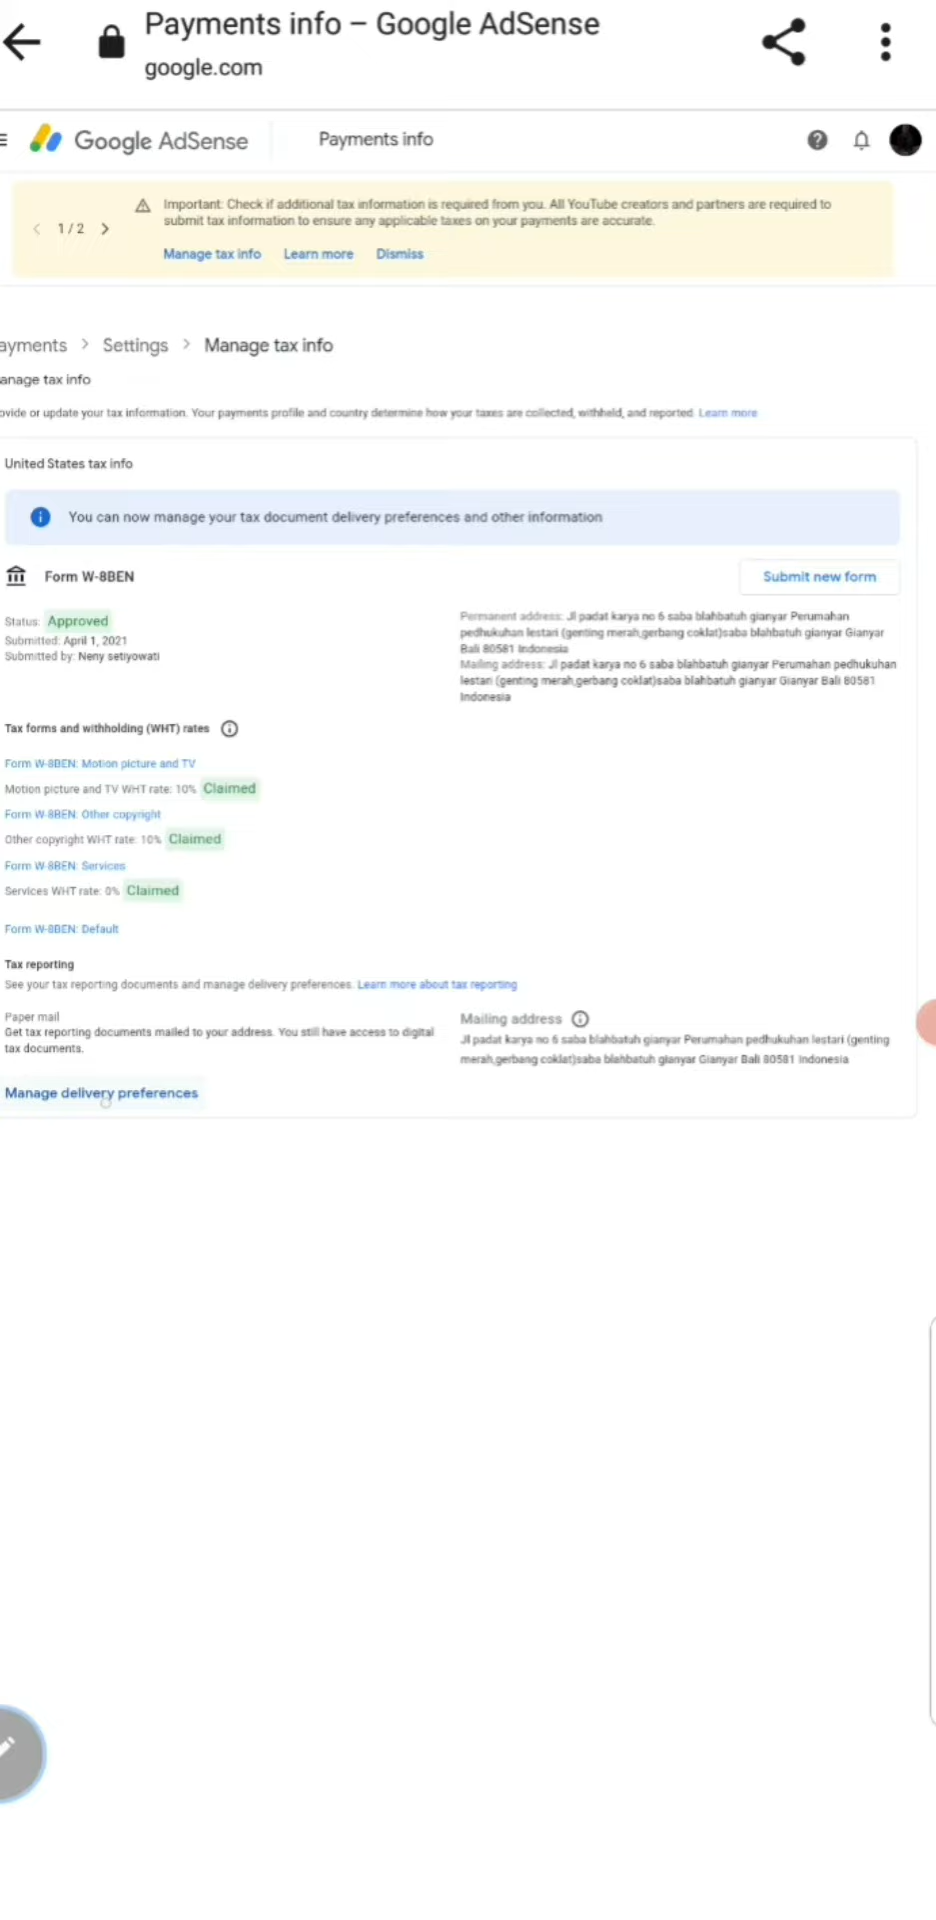 Payments info – Google AdSense
google.com
Google AdSense
Payments info
Important: Check if additional tax information is required from you. All YouTube creators and partners are required to
submit tax information to ensure any applicable taxes on your payments are accurate.
1 / 2
Manage tax info Learn more Dismiss
ayments > Settings > Manage tax info
anage tax info
ovide or update your tax information. Your payments profile and country determine how your taxes are collected, withheld, and reported. Learn more
United States tax info
You can now manage your tax document delivery preferences and other information
Form W-8BEN
Submit new form
Status: Approved
Submitted: April 1, 2021
Submitted by: Neny setiyowati
Permanent address: Jl padat karya no 6 saba blahbatuh gianyar Perumahan
pedhukuhan lestari (genting merah,gerbang coklat)saba blahbatuh gianyar Gianyar
Bali 80581 Indonesia
Mailing address: Jl padat karya no 6 saba blahbatuh gianyar Perumahan pedhukuhan
lestari (genting merah,gerbang coklat)saba blahbatuh gianyar Gianyar Bali 80581
Indonesia
Tax forms and withholding (WHT) rates
Form W-8BEN: Motion picture and TV
Motion picture and TV WHT rate: 10% Claimed
Form W-8BEN: Other copyright
Other copyright WHT rate: 10% Claimed
Form W-8BEN: Services
Services WHT rate: 0% Claimed
Form W-8BEN: Default
Tax reporting
See your tax reporting documents and manage delivery preferences. Learn more about tax reporting
Paper mail
Get tax reporting documents mailed to your address. You still have access to digital
tax documents.
Mailing address
Jl padat karya no 6 saba blahbatuh gianyar Perumahan pedhukuhan lestari (genting
merah,gerbang coklat)saba blahbatuh gianyar Gianyar Bali 80581 Indonesia
Manage delivery preferences